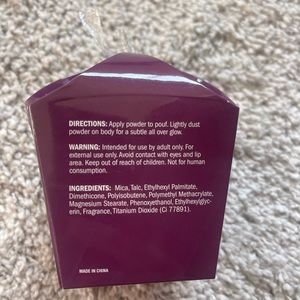 DIRECTIONS: Apply powder to pouf. Lightly dust
powder on body for a subtle all over glow.
WARNING: Intended for use by adult only. For
external use only. Avoid contact with eyes and lip
area. Keep out of reach of children. Not for human
consumption.
INGREDIENTS: Mica, Talc, Ethylhexyl Palmitate,
Dimethicone, Polyisobutene, Polymethyl Methacrylate,
Magnesium Stearate, Phenoxyethanol, Ethylhexylglyc-
erin, Fragrance, Titanium Dioxide (Ci 77891).
MADE IN CHINA